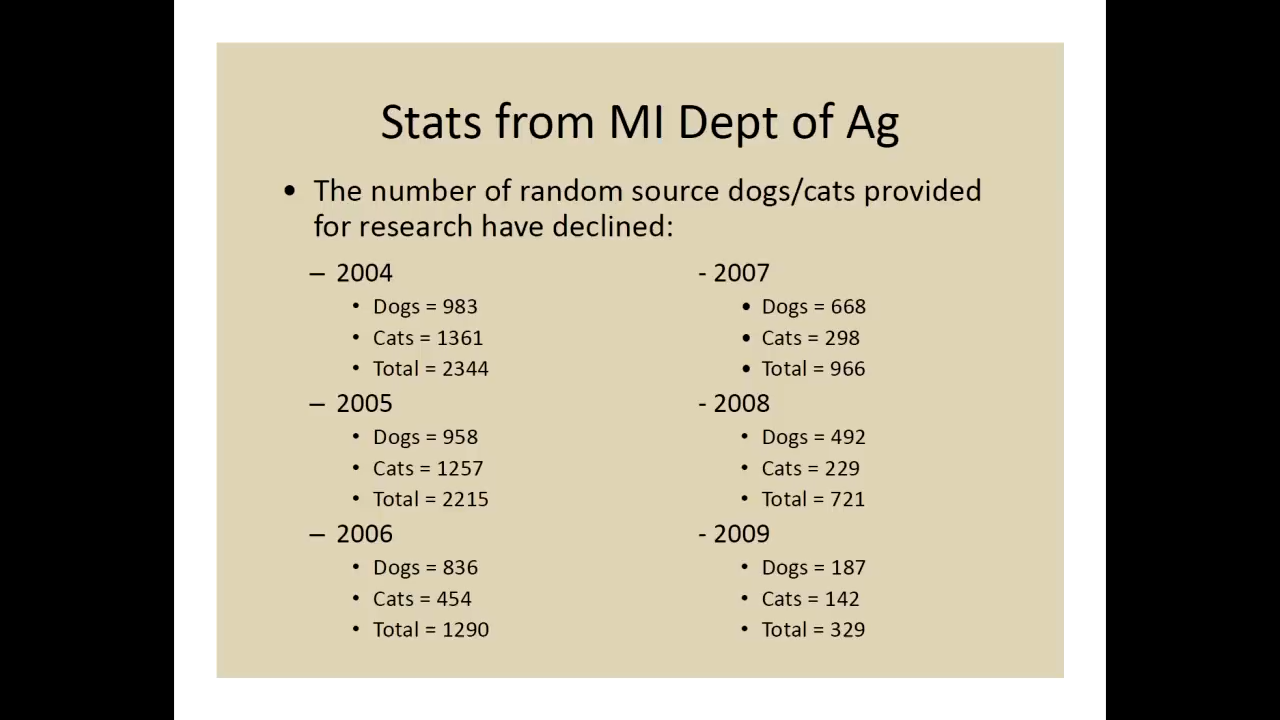 Stats from MI Dept of Ag
• The number of random source dogs/cats provided
for research have declined:
– 2004
• Dogs = 983
• Cats = 1361
• Total = 2344
– 2005
• Dogs = 958
• Cats = 1257
• Total = 2215
– 2006
• Dogs = 836
• Cats = 454
• Total = 1290
- 2007
• Dogs = 668
• Cats = 298
• Total = 966
- 2008
• Dogs = 492
• Cats = 229
• Total = 721
- 2009
• Dogs = 187
• Cats = 142
• Total = 329